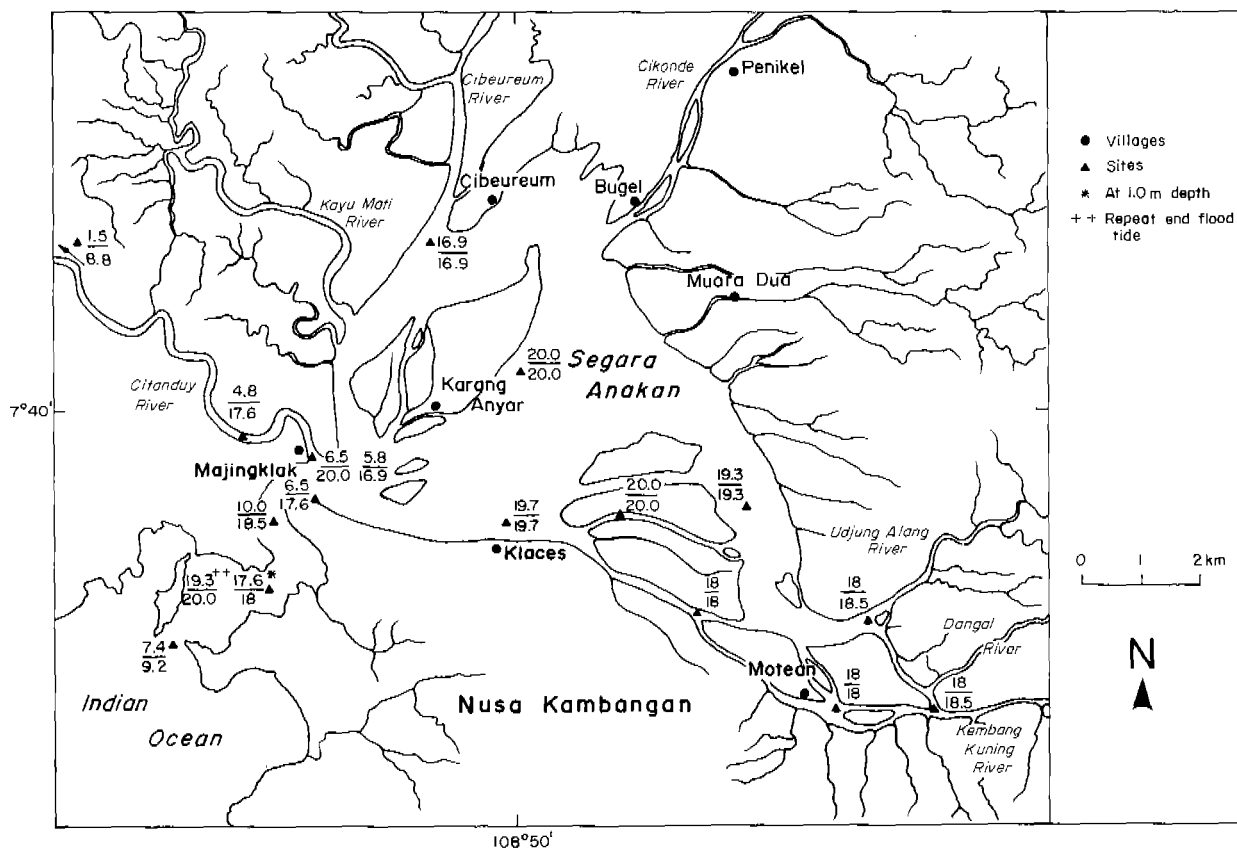 Cibeureum
River
Cikonde
River
Penikel
Kayu Mati
River
Cibeureum
Bugel
1.5
8.8
16.9
16.9
Muara Dua
Citanduy
River
4.8
17.6
20.0
20.0
Segara
Anakan
Karang
Anyar
7°40'
Majingklak
6.5
20.0
5.8
16.9
6.5
17.6
10.0
18.5
19.7
19.7
Klaces
20.0
20.0
19.3
19.3
Udjung Alang
River
19.3
20.0
++
17.6
18
*
7.4
9.2
18
18
18
18.5
Dangal
River
Motean
18
18
18
18.5
Kembang
Kuning
River
Indian
Ocean
Nusa Kambangan
108°50'
Villages
Sites
* At 1.0 m depth
++ Repeat end flood
tide
0 1 2 km
N